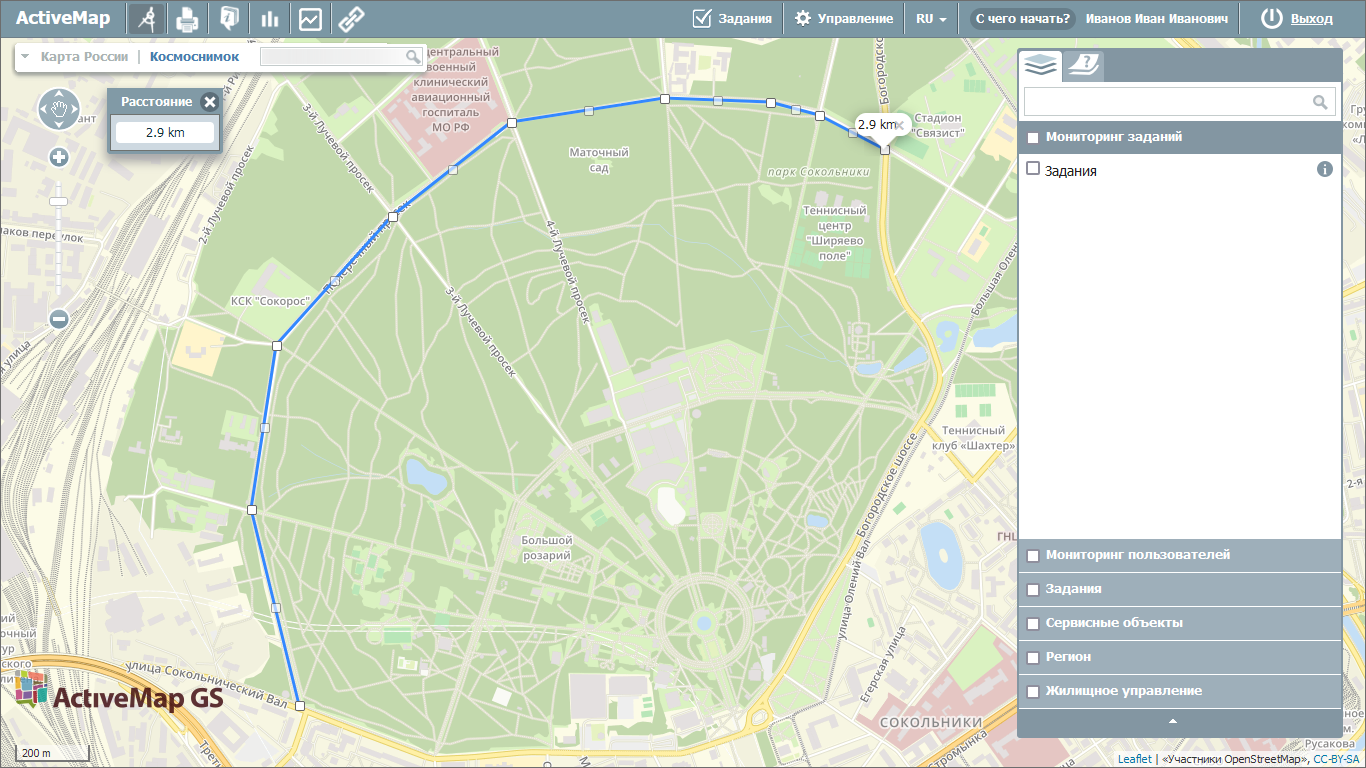 ActiveMap
Задания
Управление
RU
С чего начать?
Иванов Иван Иванович
Выход
Карта России | Космоснимок
Расстояние
2.9 km
2.9 km
Центральный
военный
клинический
авиационный
госпиталь
МО РФ
3-й Лучевой просек
2-й Лучевой просек
Маточный
сад
парк Сокольники
Теннисный
центр
"Ширяево
поле"
Стадион
"Связист"
4-й Лучевой просек
3-й Лучевой просек
КСК "Сокорос"
Теннисный
клуб «Шахтер»
Богородское шоссе
Большой
розарий
улица Олений Вал
Егерская улица
улица Сокольнический Вал
СОКОЛЬНИКИ
ActiveMap GS
200 m
Мониторинг заданий
Задания
Мониторинг пользователей
Задания
Сервисные объекты
Регион
Жилищное управление
Русакова
Leaflet | «Участники OpenStreetMap», CC-BY-SA